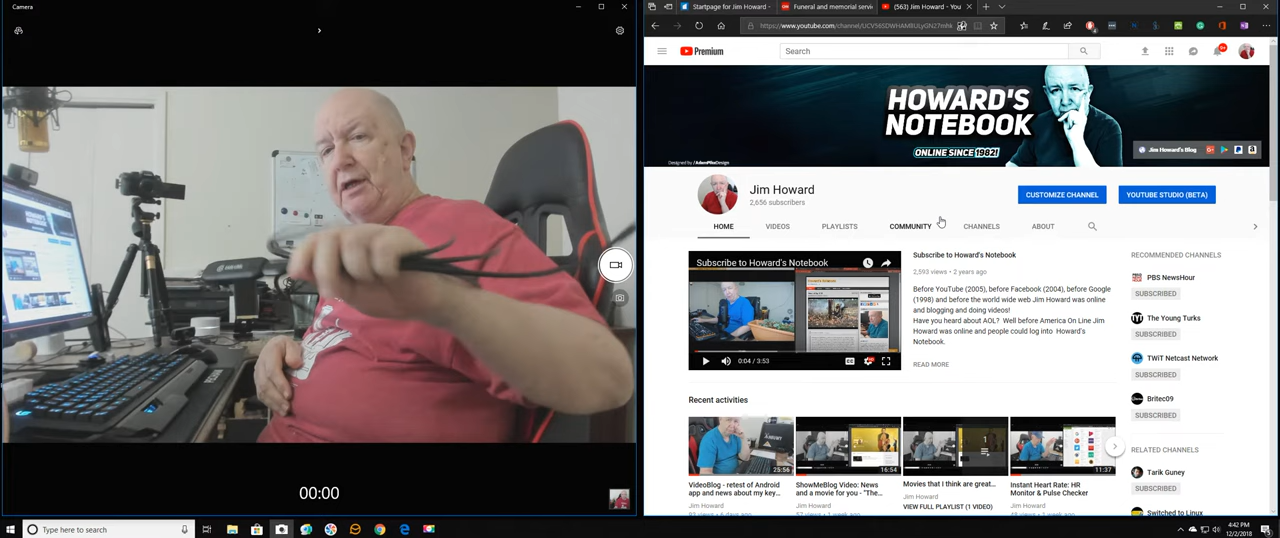 Camera
00:00
Startpage for Jim Howard -
Funeral and memorial servi
(563) Jim Howard - You
Premium
Search
9+
HOWARD'S
NOTEBOOK
ONLINE SINCE 1982!
Jim Howard's Blog
Jim Howard
2,656 subscribers
CUSTOMIZE CHANNEL
YOUTUBE STUDIO (BETA)
HOME VIDEOS PLAYLISTS COMMUNITY CHANNELS ABOUT
Subscribe to Howard's Notebook
0:04 / 3:53
Subscribe to Howard's Notebook
2,593 views • 2 years ago
Before YouTube (2005), before Facebook (2004), before Google
(1998) and before the world wide web Jim Howard was online
and blogging and doing videos!
Have you heard about AOL? Well before America On Line Jim
Howard was online and people could log into Howard's
Notebook.
READ MORE
RECOMMENDED CHANNELS
PBS NewsHour
SUBSCRIBED
The Young Turks
SUBSCRIBED
TWiT Netcast Network
SUBSCRIBED
Britec09
SUBSCRIBED
RELATED CHANNELS
Tarik Guney
SUBSCRIBED
Switched to Linux
Recent activities
25:56
VideoBlog - retest of Android
app and news about my key...
Jim Howard
16:54
ShowMeBlog Video: News
and a movie for you - "The...
Jim Howard
1
Movies that I think are great...
Jim Howard
VIEW FULL PLAYLIST (1 VIDEO)
11:37
Instant Heart Rate: HR
Monitor & Pulse Checker
Jim Howard
Type here to search
4:42 PM
12/2/2018